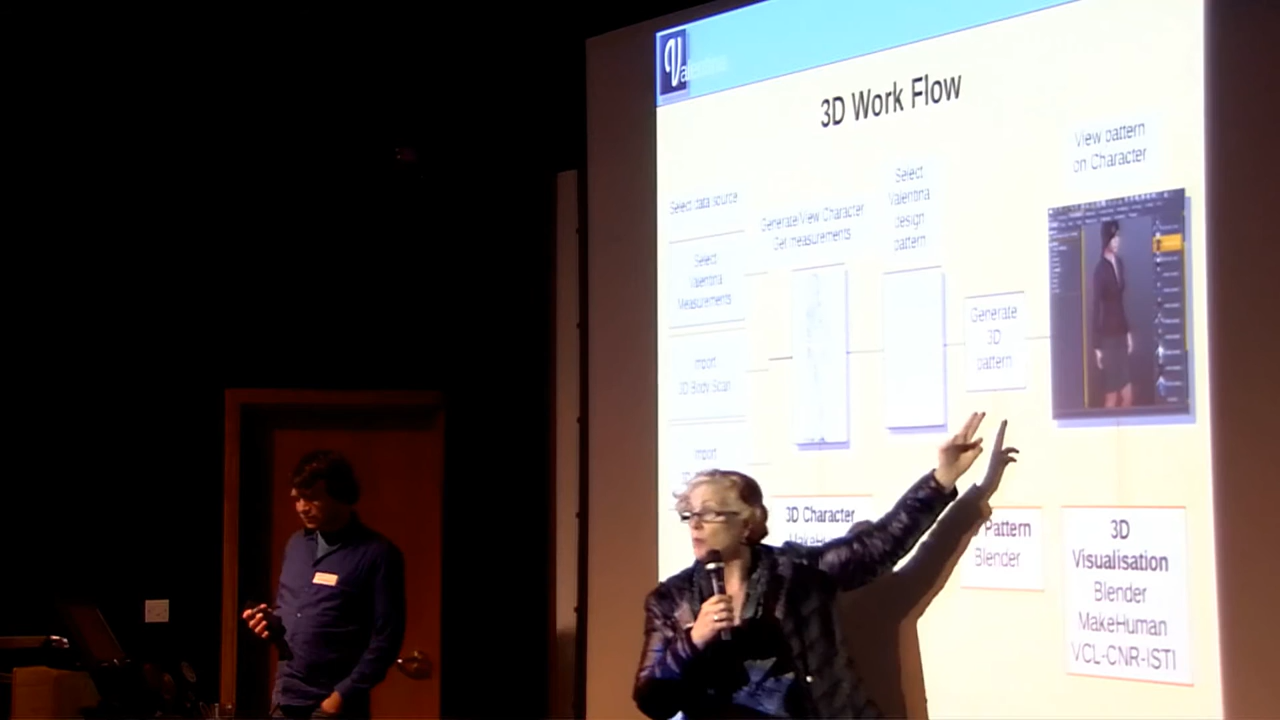 Valentina
3D Work Flow
View pattern
on Character
Select data source
Generate/View Character
Get measurements
Select
Valentina
design
pattern
Select
Valentina
Measurements
Import
3D Body Scan
Import
Generate
3D
pattern
3D Character
Pattern
Blender
3D
Visualisation
Blender
MakeHuman
VCL-CNR-ISTI